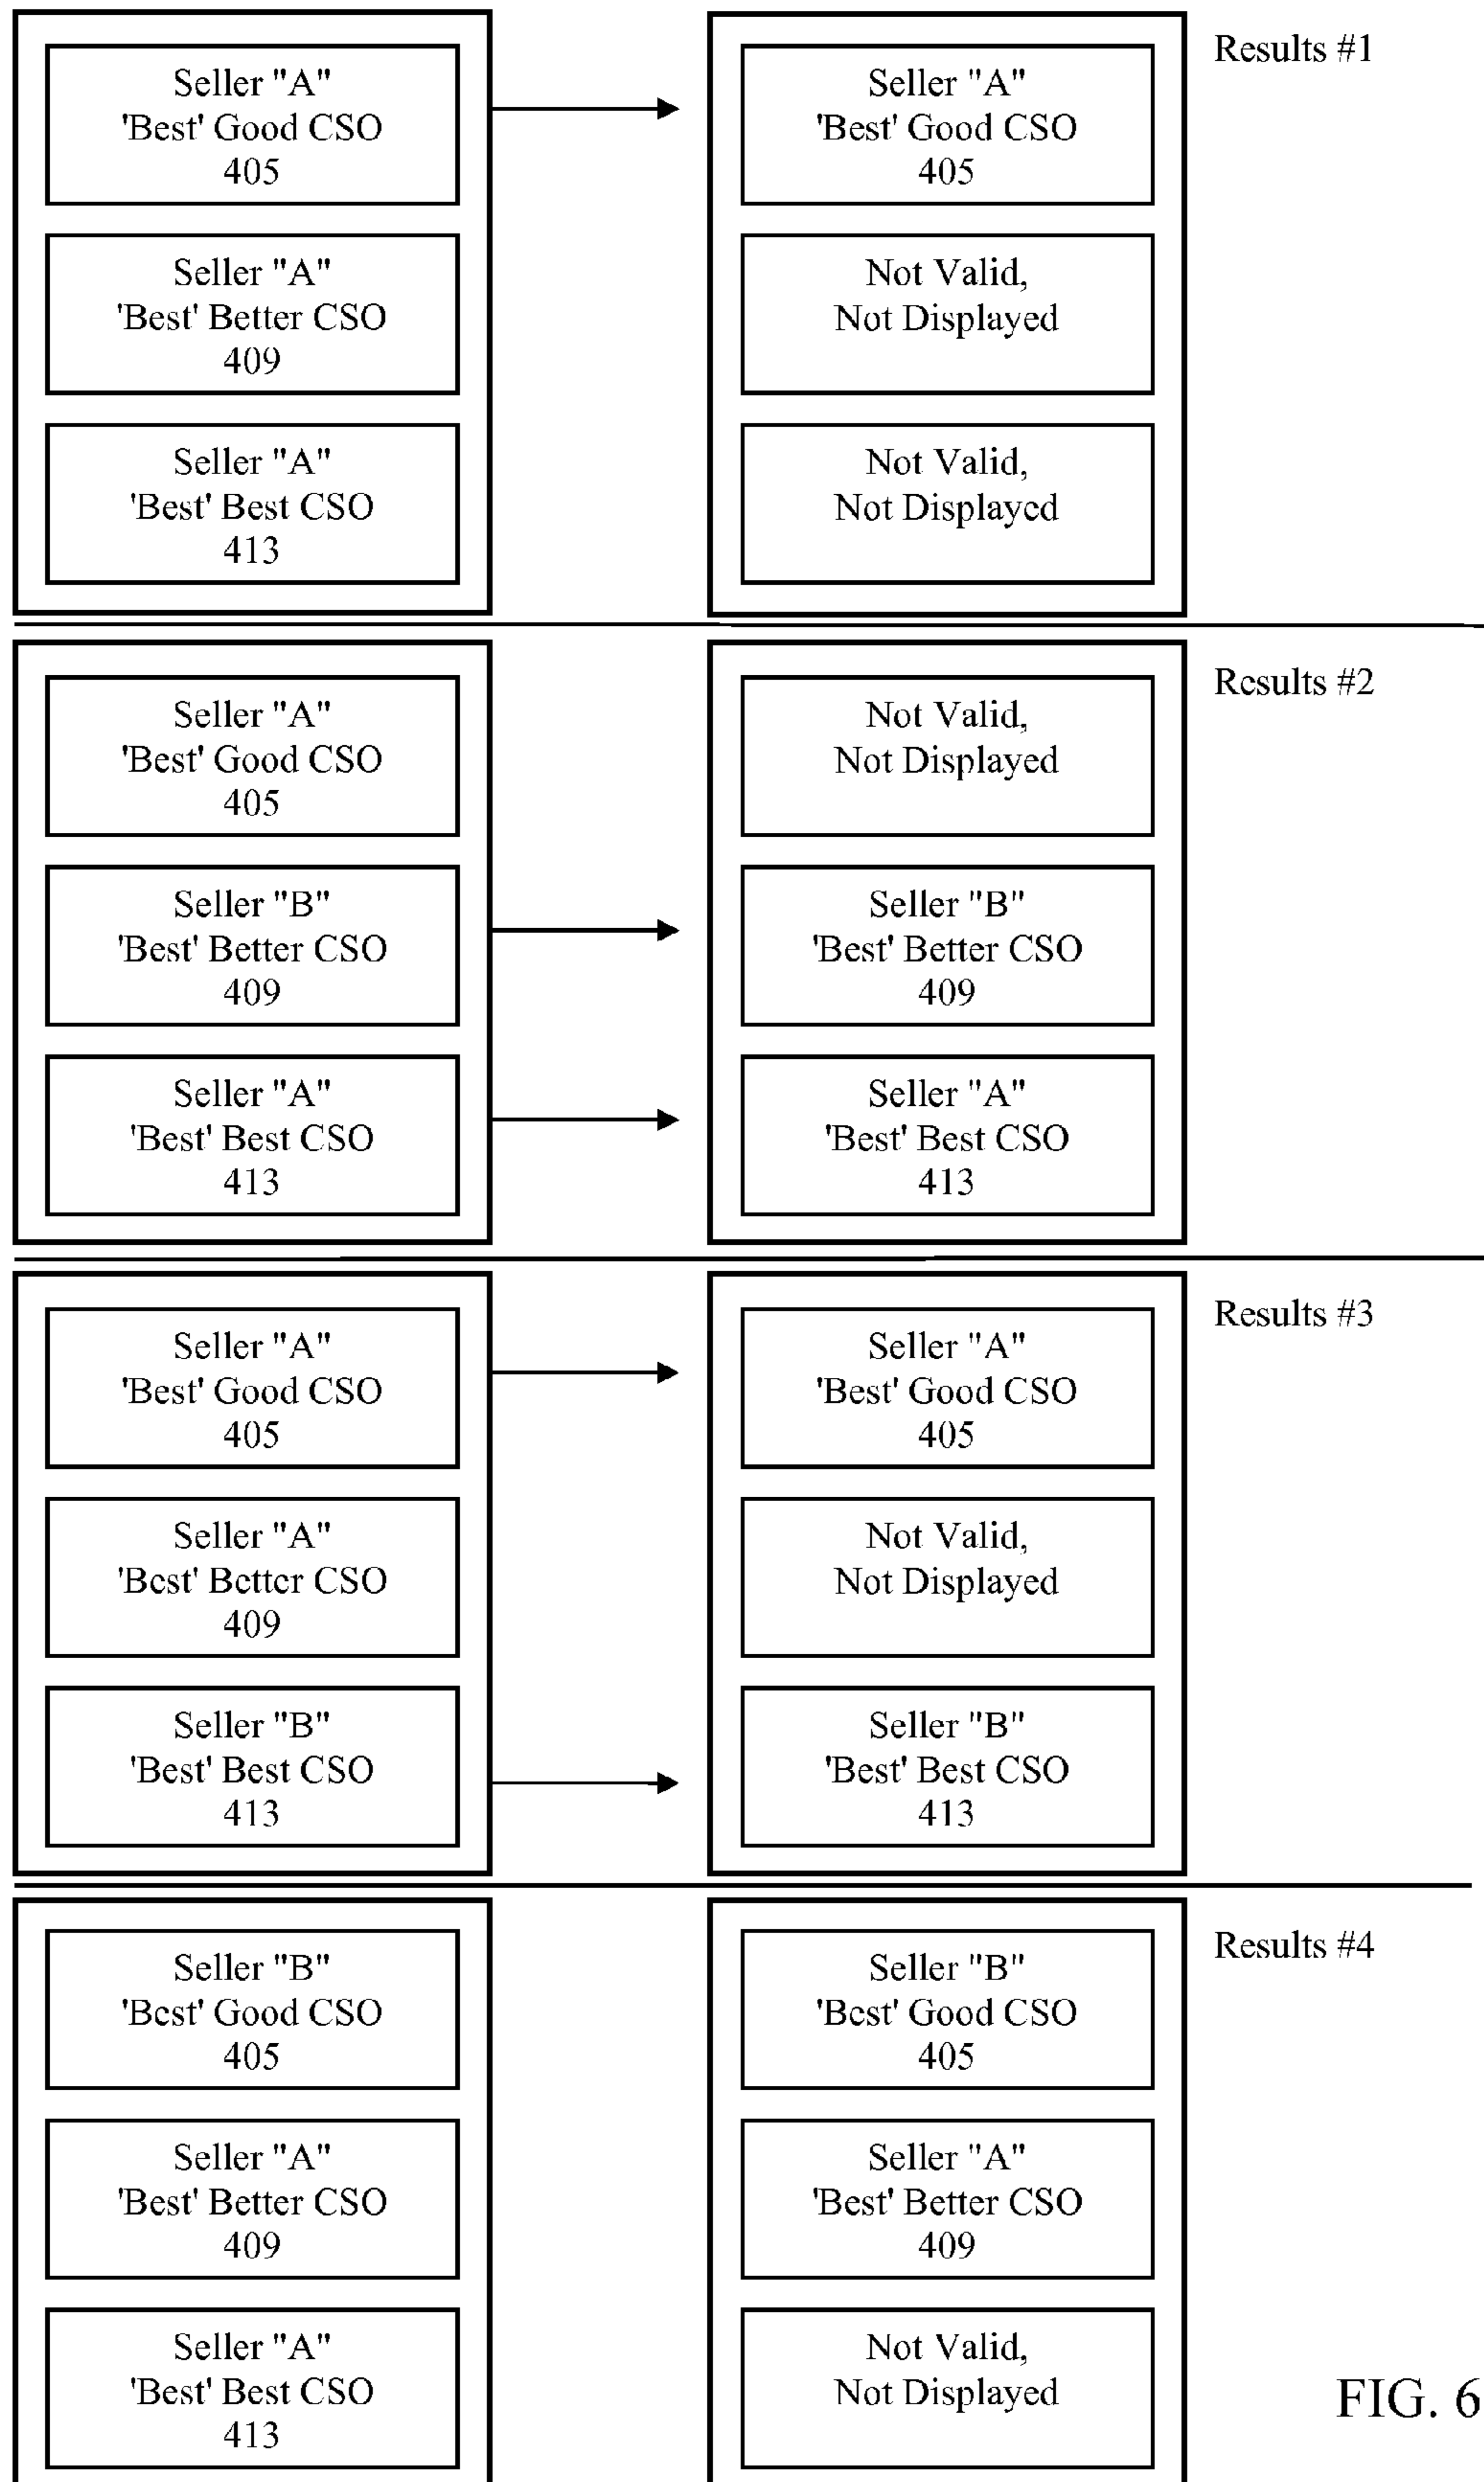 Seller "A"
'Best' Good CSO
405
Seller "A"
'Best' Better CSO
409
Seller "A"
'Best' Best CSO
413
Seller "A"
'Best' Good CSO
405
Not Valid,
Not Displayed
Not Valid,
Not Displayed
Results #1
Seller "A"
'Best' Good CSO
405
Seller "B"
'Best' Better CSO
409
Seller "A"
'Best' Best CSO
413
Not Valid,
Not Displayed
Seller "B"
'Best' Better CSO
409
Seller "A"
'Best' Best CSO
413
Results #2
Seller "A"
'Best' Good CSO
405
Seller "A"
'Best' Better CSO
409
Seller "B"
'Best' Best CSO
413
Seller "A"
'Best' Good CSO
405
Not Valid,
Not Displayed
Seller "B"
'Best' Best CSO
413
Results #3
Seller "B"
'Best' Good CSO
405
Seller "A"
'Best' Better CSO
409
Seller "A"
'Best' Best CSO
413
Seller "B"
'Best' Good CSO
405
Seller "A"
'Best' Better CSO
409
Not Valid,
Not Displayed
Results #4
FIG. 6